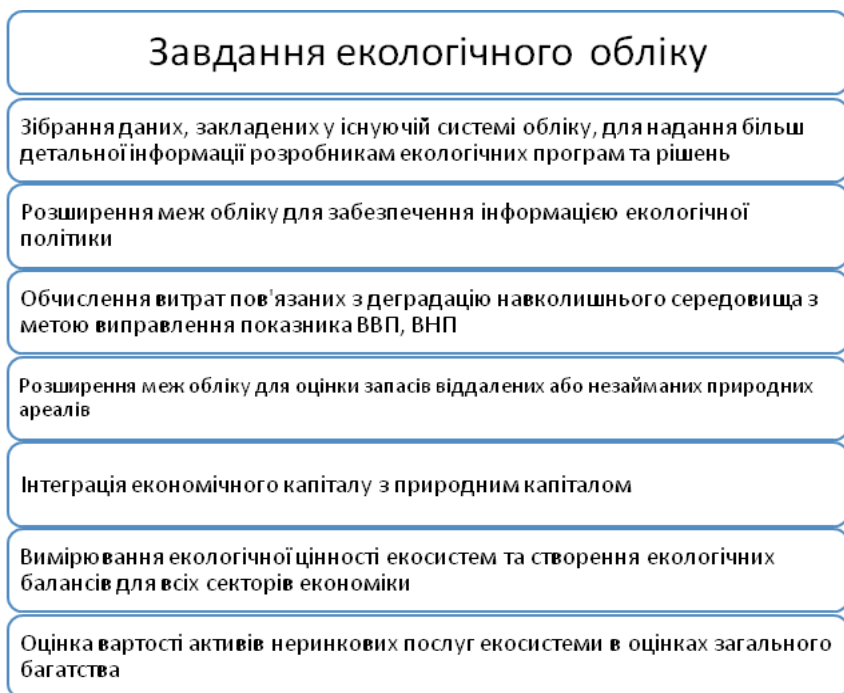 Завдання екологічного обліку
Зібрання даних, закладених у існуючій системі обліку, для надання більш
детальної інформації розробникам екологічних програм та рішень
Розширення меж обліку для забезпечення інформацією екологічної
політики
Обчислення витрат пов'язаних з деградацію навколишнього середовища з
метою виправлення показника ВВП, ВНП
Розширення меж обліку для оцінки запасів віддалених або незайманих природних
ареалів
Інтеграція економічного капіталу з природним капіталом
Вимірювання екологічної цінності екосистем та створення екологічних
балансів для всіх секторів економіки
Оцінка вартості активів неринкових послуг екосистеми в оцінках загального
багатства